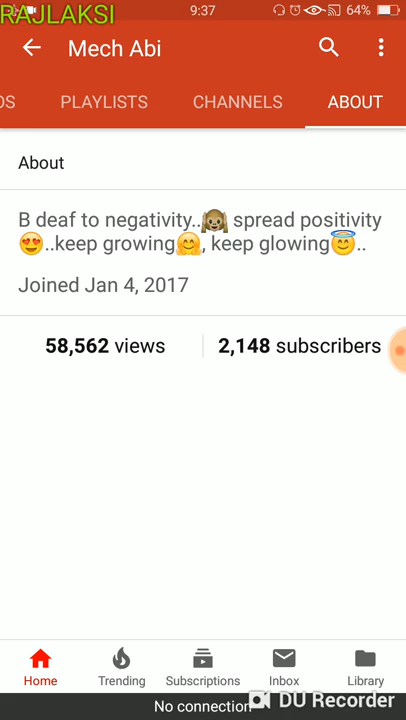 RAJLAKSI
9:37
64%
Mech Abi
OS
PLAYLISTS
CHANNELS
ABOUT
About
B deaf to negativity..🙉 spread positivity
😍..keep growing🤗, keep glowing😇..
Joined Jan 4, 2017
58,562 views
2,148 subscribers
Home
Trending
Subscriptions
Inbox
Library
No connection
DU Recorder